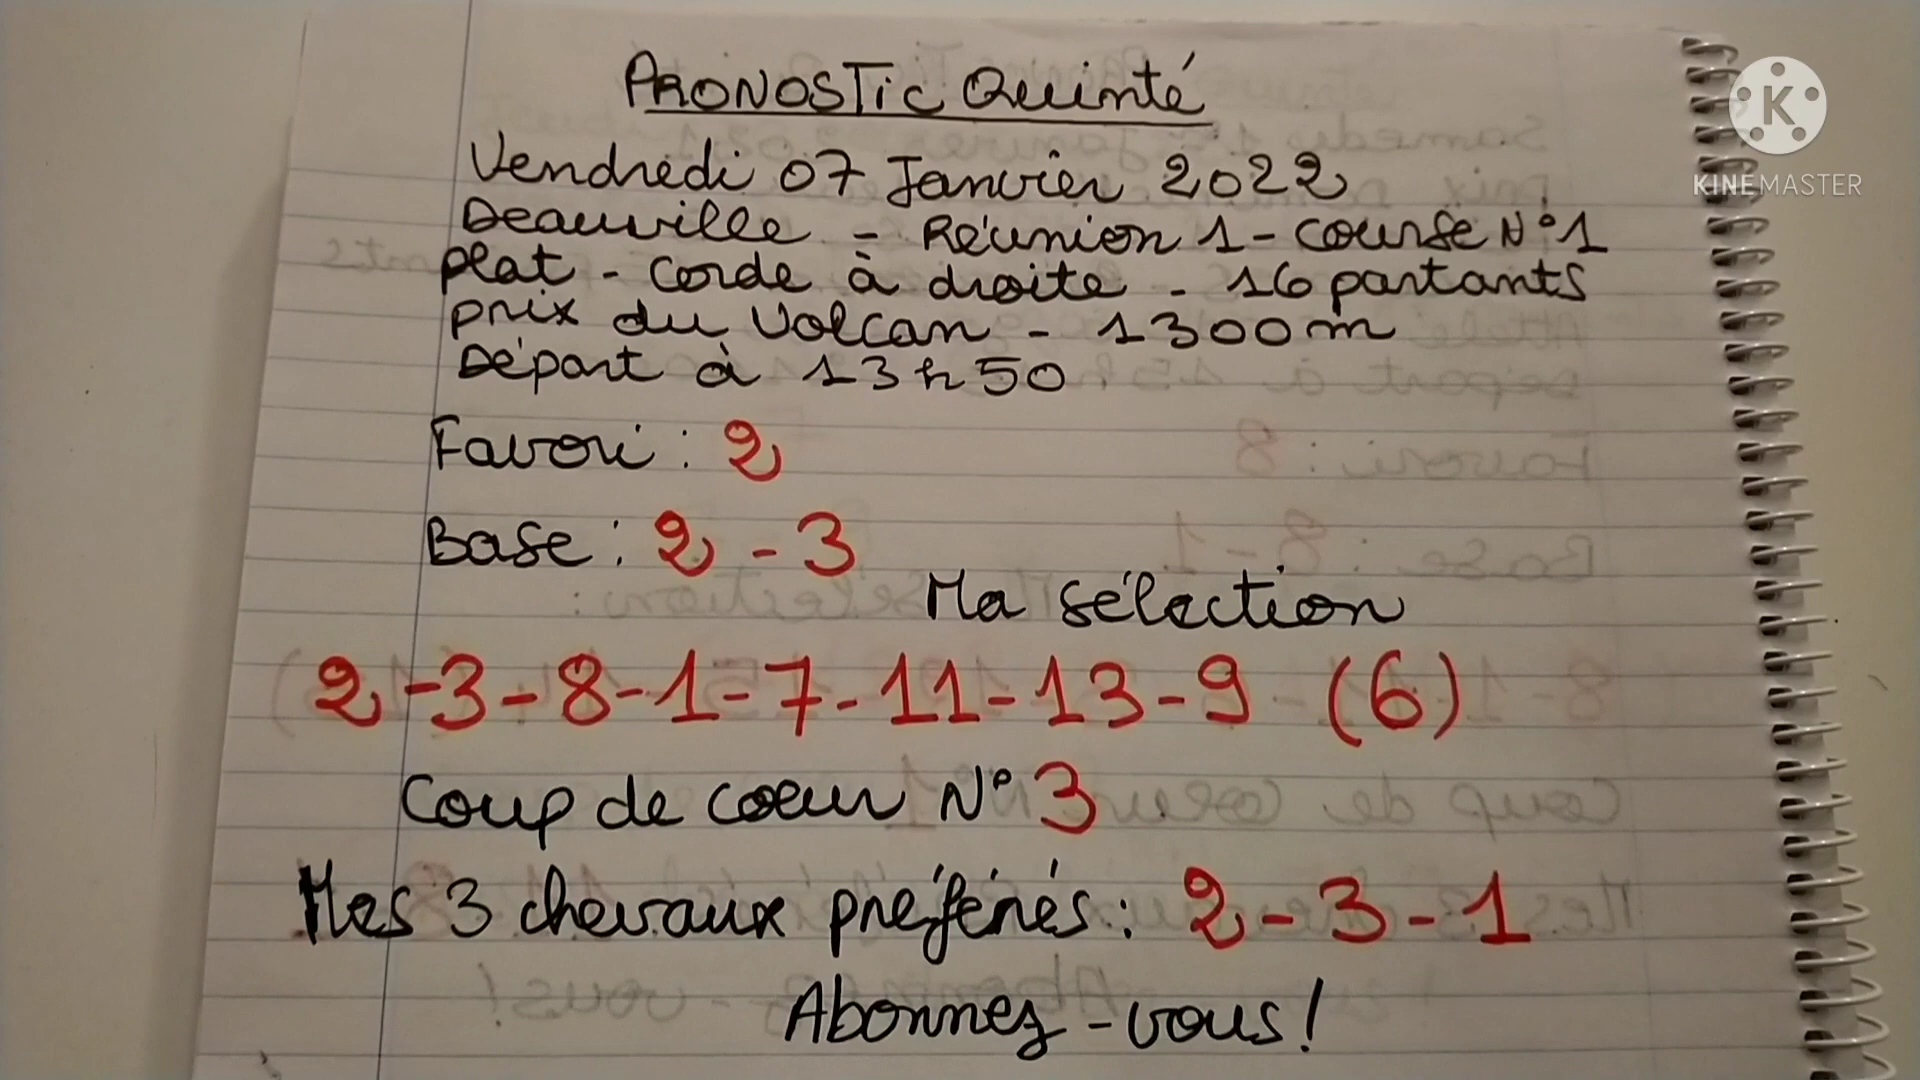 PRONOSTIC Quinté
Vendredi 07 Janvier 2022
Deauville - Réunion 1 - Course N°1
plat - corde à droite - 16 partants
prix du Volcan - 1300m
Départ à 13h50
Favori : 2
Base : 2 - 3
Ma sélection
2 - 3 - 8 - 1 - 7 - 11 - 13 - 9 (6)
Coup de coeur N° 3
Mes 3 chevaux préférés : 2 - 3 - 1
Abonnez-vous !
K
KINEMASTER